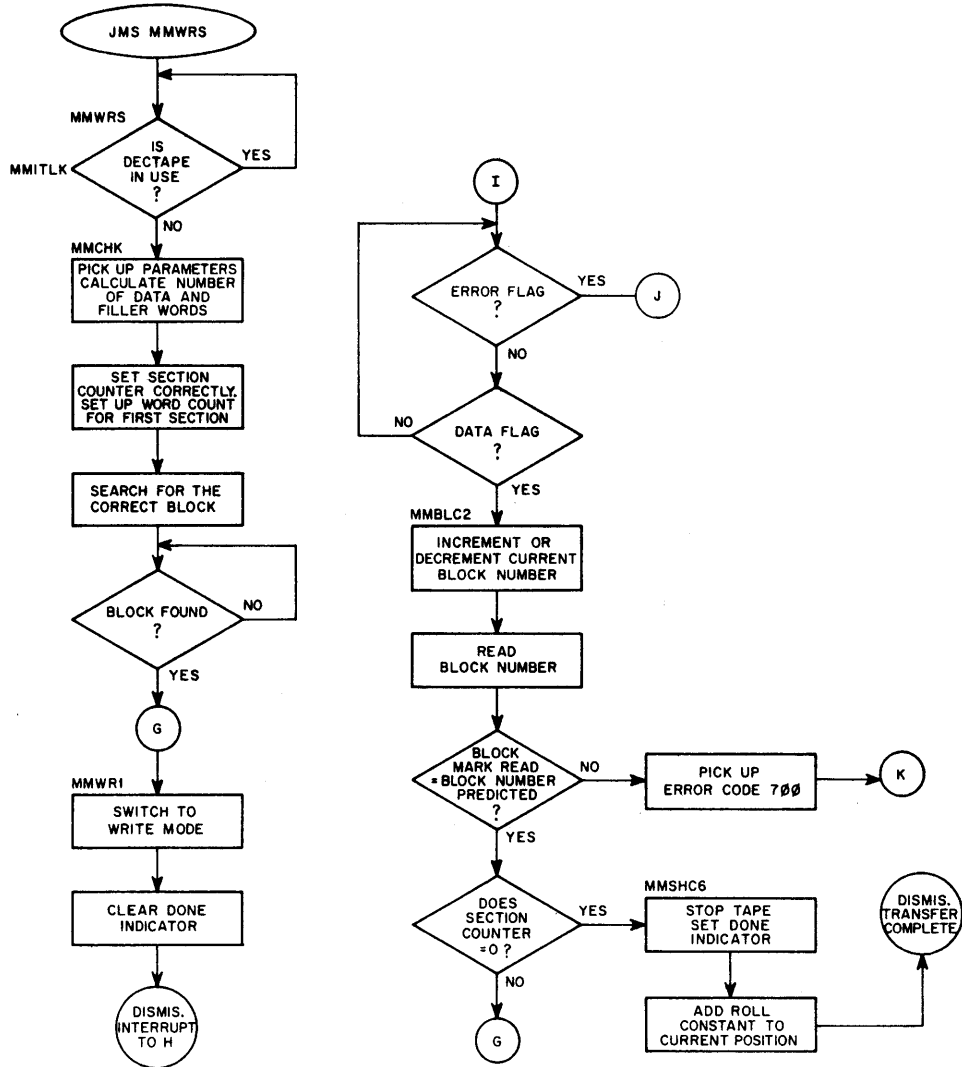 JMS MMWRS
MMWRS
MMITLK
IS
DECTAPE
IN USE
?
YES
NO
MMCHK
PICK UP PARAMETERS
CALCULATE NUMBER
OF DATA AND
FILLER WORDS
SET SECTION
COUNTER CORRECTLY.
SET UP WORD COUNT
FOR FIRST SECTION
SEARCH FOR THE
CORRECT BLOCK
BLOCK FOUND
?
NO
YES
G
MMWR1
SWITCH TO
WRITE MODE
CLEAR DONE
INDICATOR
DISMIS.
INTERRUPT
TO H
I
ERROR FLAG
?
YES
J
NO
DATA FLAG
?
NO
YES
MMBLC2
INCREMENT OR
DECREMENT CURRENT
BLOCK NUMBER
READ
BLOCK NUMBER
BLOCK
MARK READ
=BLOCK NUMBER
PREDICTED
?
NO
PICK UP
ERROR CODE 7ØØ
K
YES
DOES
SECTION
COUNTER
=0 ?
YES
MMSHC6
STOP TAPE
SET DONE
INDICATOR
ADD ROLL
CONSTANT TO
CURRENT POSITION
DISMIS.
TRANSFER
COMPLETE
NO
G